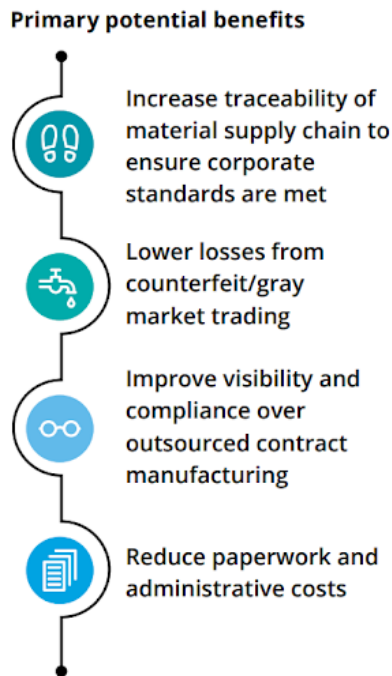 Primary potential benefits
Increase traceability of
material supply chain to
ensure corporate
standards are met
Lower losses from
counterfeit/gray
market trading
Improve visibility and
compliance over
outsourced contract
manufacturing
Reduce paperwork and
administrative costs